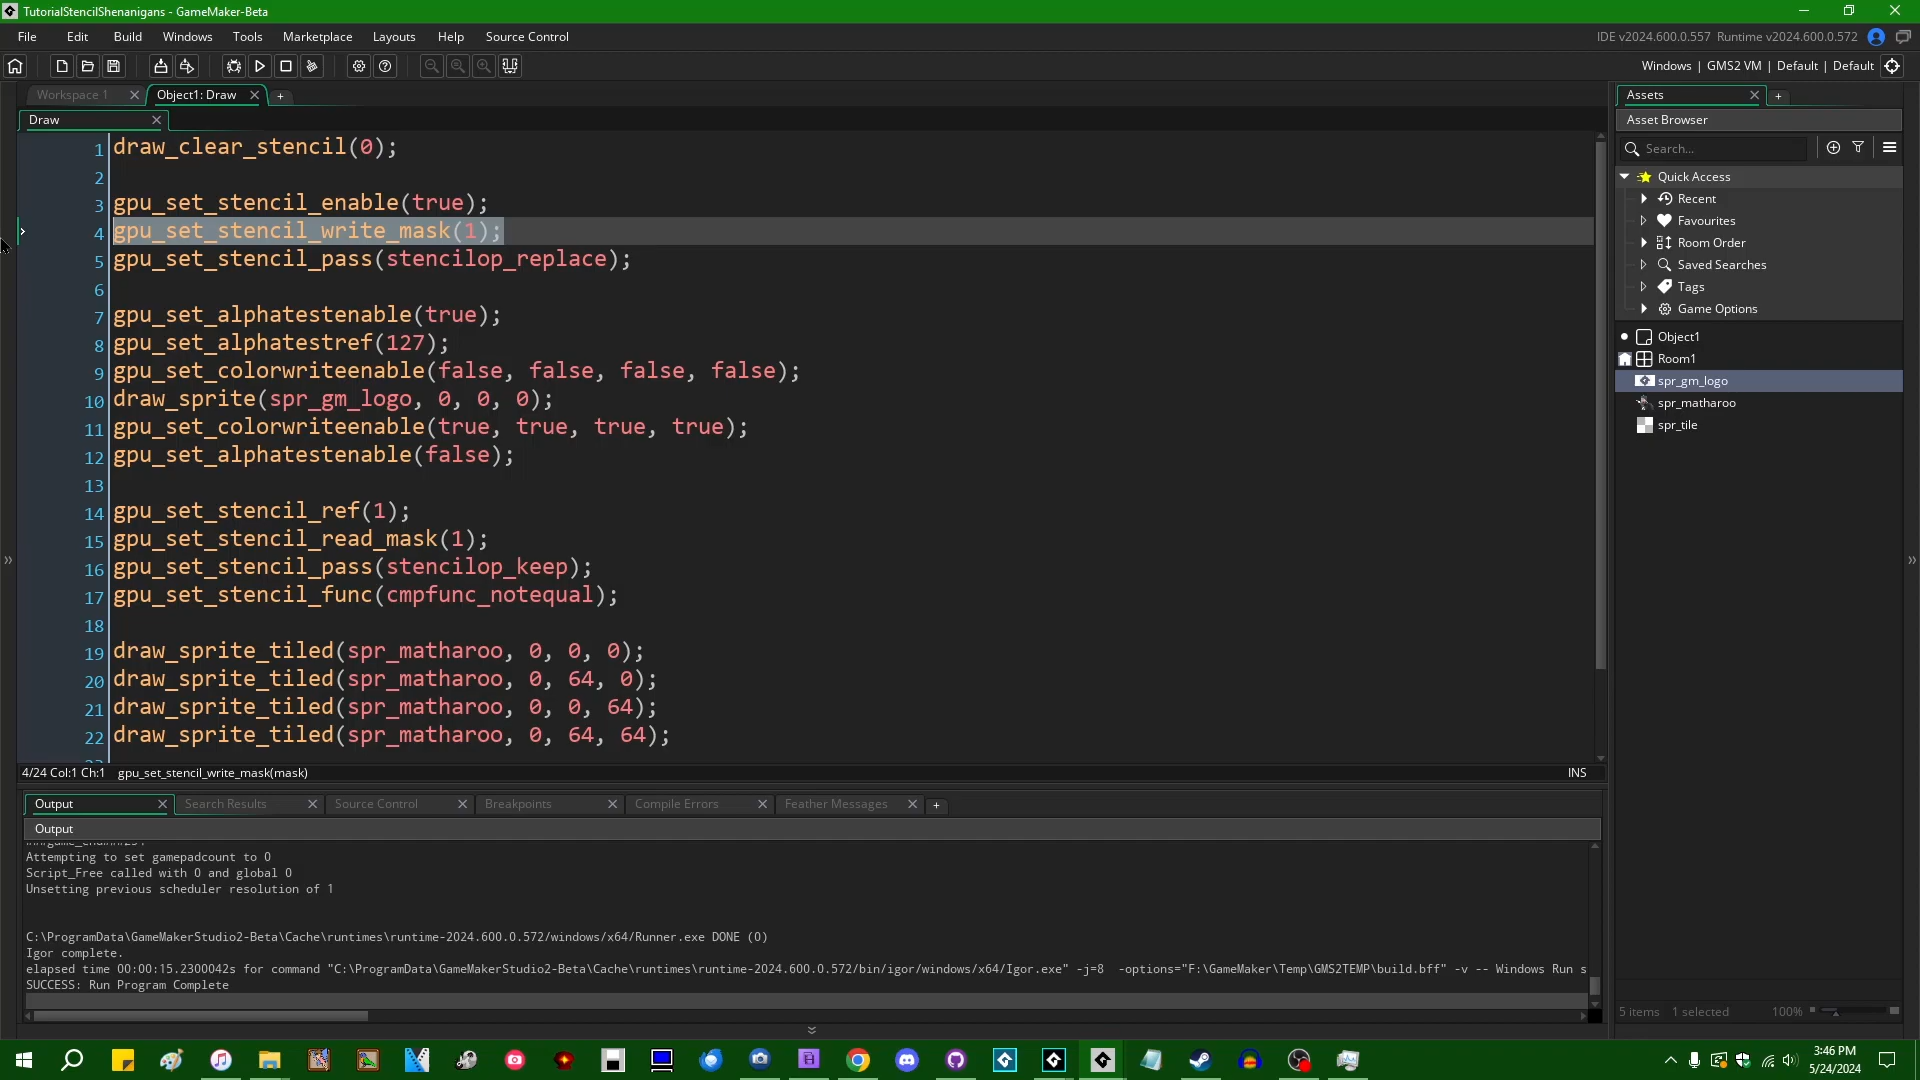 TutorialStencilShenanigans - GameMaker-Beta
File Edit Build Windows Tools Marketplace Layouts Help Source Control
IDE v2024.600.0.557 Runtime v2024.600.0.572
Windows | GMS2 VM | Default | Default
Workspace 1
Object1: Draw
Draw
1 draw_clear_stencil(0);
2
3 gpu_set_stencil_enable(true);
4 gpu_set_stencil_write_mask(1);
5 gpu_set_stencil_pass(stencilop_replace);
6
7 gpu_set_alphatestenable(true);
8 gpu_set_alphatestref(127);
9 gpu_set_colorwriteenable(false, false, false, false);
10 draw_sprite(spr_gm_logo, 0, 0, 0);
11 gpu_set_colorwriteenable(true, true, true, true);
12 gpu_set_alphatestenable(false);
13
14 gpu_set_stencil_ref(1);
15 gpu_set_stencil_read_mask(1);
16 gpu_set_stencil_pass(stencilop_keep);
17 gpu_set_stencil_func(cmpfunc_notequal);
18
19 draw_sprite_tiled(spr_matharoo, 0, 0, 0);
20 draw_sprite_tiled(spr_matharoo, 0, 64, 0);
21 draw_sprite_tiled(spr_matharoo, 0, 0, 64);
22 draw_sprite_tiled(spr_matharoo, 0, 64, 64);
4/24 Col:1 Ch:1 gpu_set_stencil_write_mask(mask)
INS
Output
Search Results
Source Control
Breakpoints
Compile Errors
Feather Messages
Output
Attempting to set gamepadcount to 0
Script_Free called with 0 and global 0
Unsetting previous scheduler resolution of 1
C:\ProgramData\GameMakerStudio2-Beta\Cache\runtimes\runtime-2024.600.0.572/windows/x64/Runner.exe DONE (0)
Igor complete.
elapsed time 00:00:15.2300042s for command "C:\ProgramData\GameMakerStudio2-Beta\Cache\runtimes\runtime-2024.600.0.572/bin/igor/windows/x64/Igor.exe" -j=8 -options="F:\GameMaker\Temp\GMS2TEMP\build.bff" -v -- Windows Run s
SUCCESS: Run Program Complete
Assets
Asset Browser
Search...
Quick Access
Recent
Favourites
Room Order
Saved Searches
Tags
Game Options
Object1
Room1
spr_gm_logo
spr_matharoo
spr_tile
5 items 1 selected 100%
3:46 PM
5/24/2024